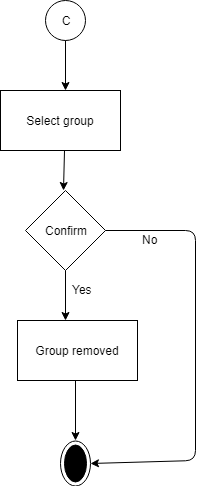 C
Select group
Confirm
No
Yes
Group removed